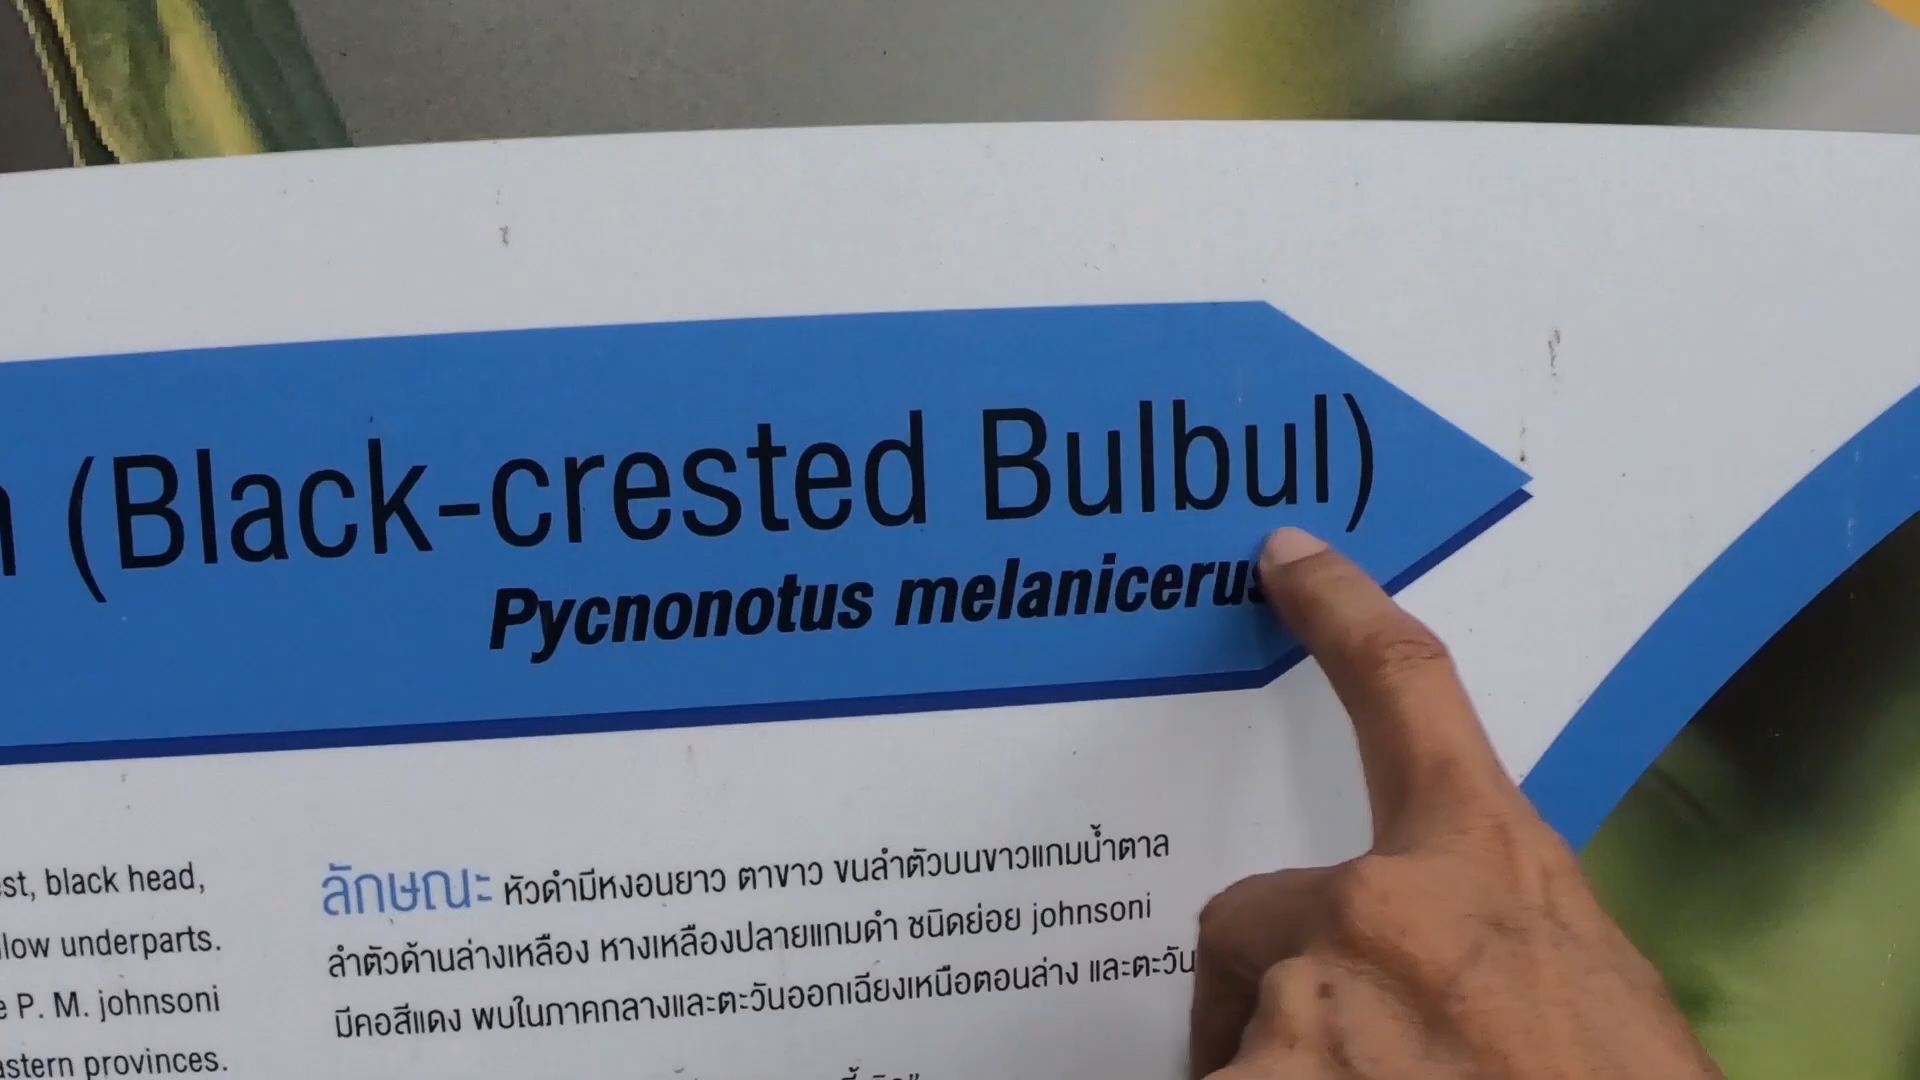 (Black-crested Bulbul)
Pycnonotus melanicerus
black head,
underparts.
P. M. johnsoni
provinces.
ลักษณะ หัวดำมีหงอนยาว ตาขาว ขนลำตัวบนขาวแกมน้ำตาล
ลำตัวด้านล่างเหลือง หางเหลืองปลายแกมดำ ชนิดย่อย johnsoni
มีคอสีแดง พบในภาคกลางและตะวันออกเฉียงเหนือตอนล่าง และตะวัน